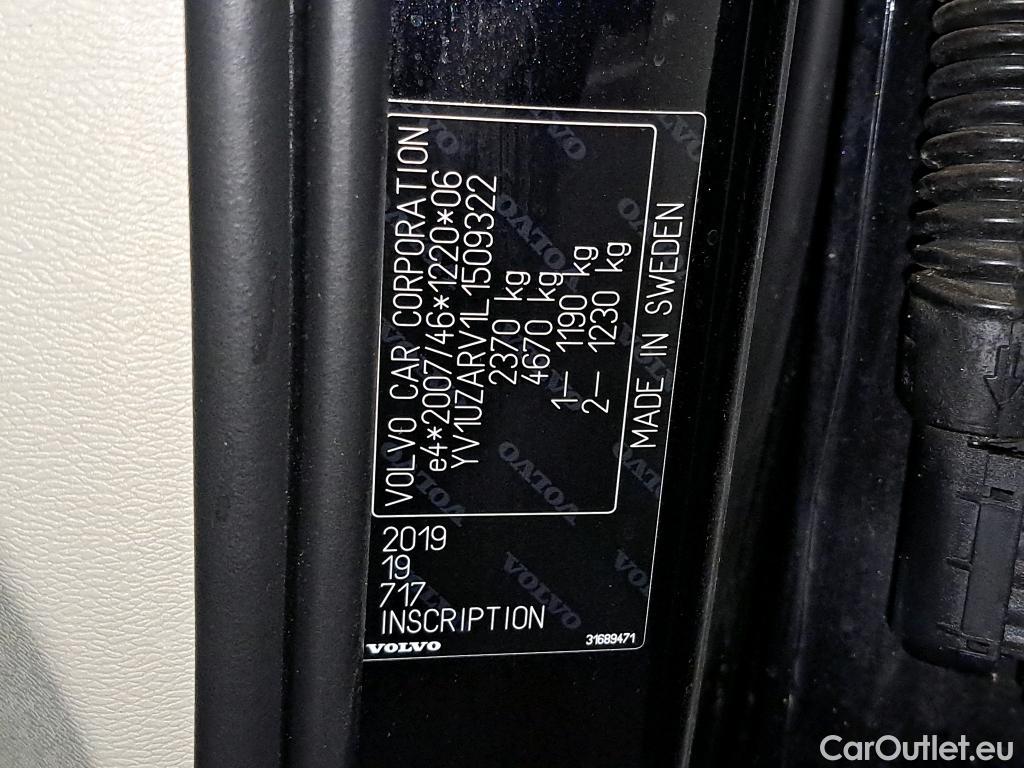 VOLVO CAR CORPORATION
e4*2007/46*1220*06
YV1UZARV1L1509322
2370 kg
4670 kg
1– 1190 kg
2– 1230 kg
MADE IN SWEDEN
2019
19
717
INSCRIPTION
VOLVO
31689471
CarOutlet.eu